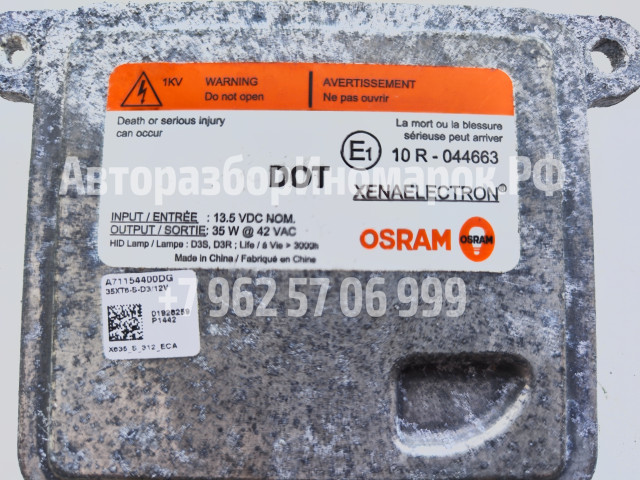 1KV
WARNING
Do not open
AVERTISSEMENT
Ne pas ouvrir
Death or serious injury
can occur
La mort ou la blessure
sérieuse peut arriver
E1 10 R - 044663
АвторазборИномарок.РФ
DOT
XENAELECTRON®
INPUT / ENTRÉE : 13.5 VDC NOM.
OUTPUT / SORTIE: 35 W @ 42 VAC
HID Lamp / Lampe : D3S, D3R ; Life / à Vie > 3000h
Made in China / Fabriqué en Chine
OSRAM OSRAM
+7 962 57 06 999
A71154400DG
35XT6-S-D3/12V
01928259
P1442
X635_S_312_ECA